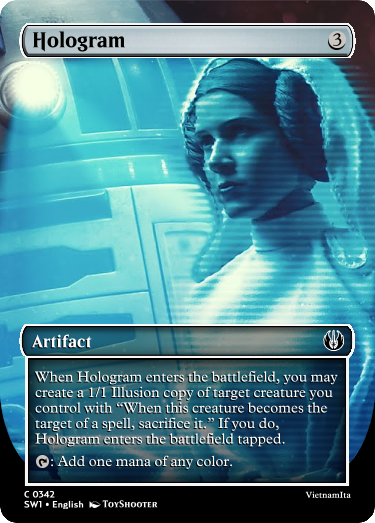 Hologram 3
Artifact
When Hologram enters the battlefield, you may
create a 1/1 Illusion copy of target creature you
control with “When this creature becomes the
target of a spell, sacrifice it.” If you do,
Hologram enters the battlefield tapped.
: Add one mana of any color.
C 0342
SW1 • English ToyShooter
VietnamIta